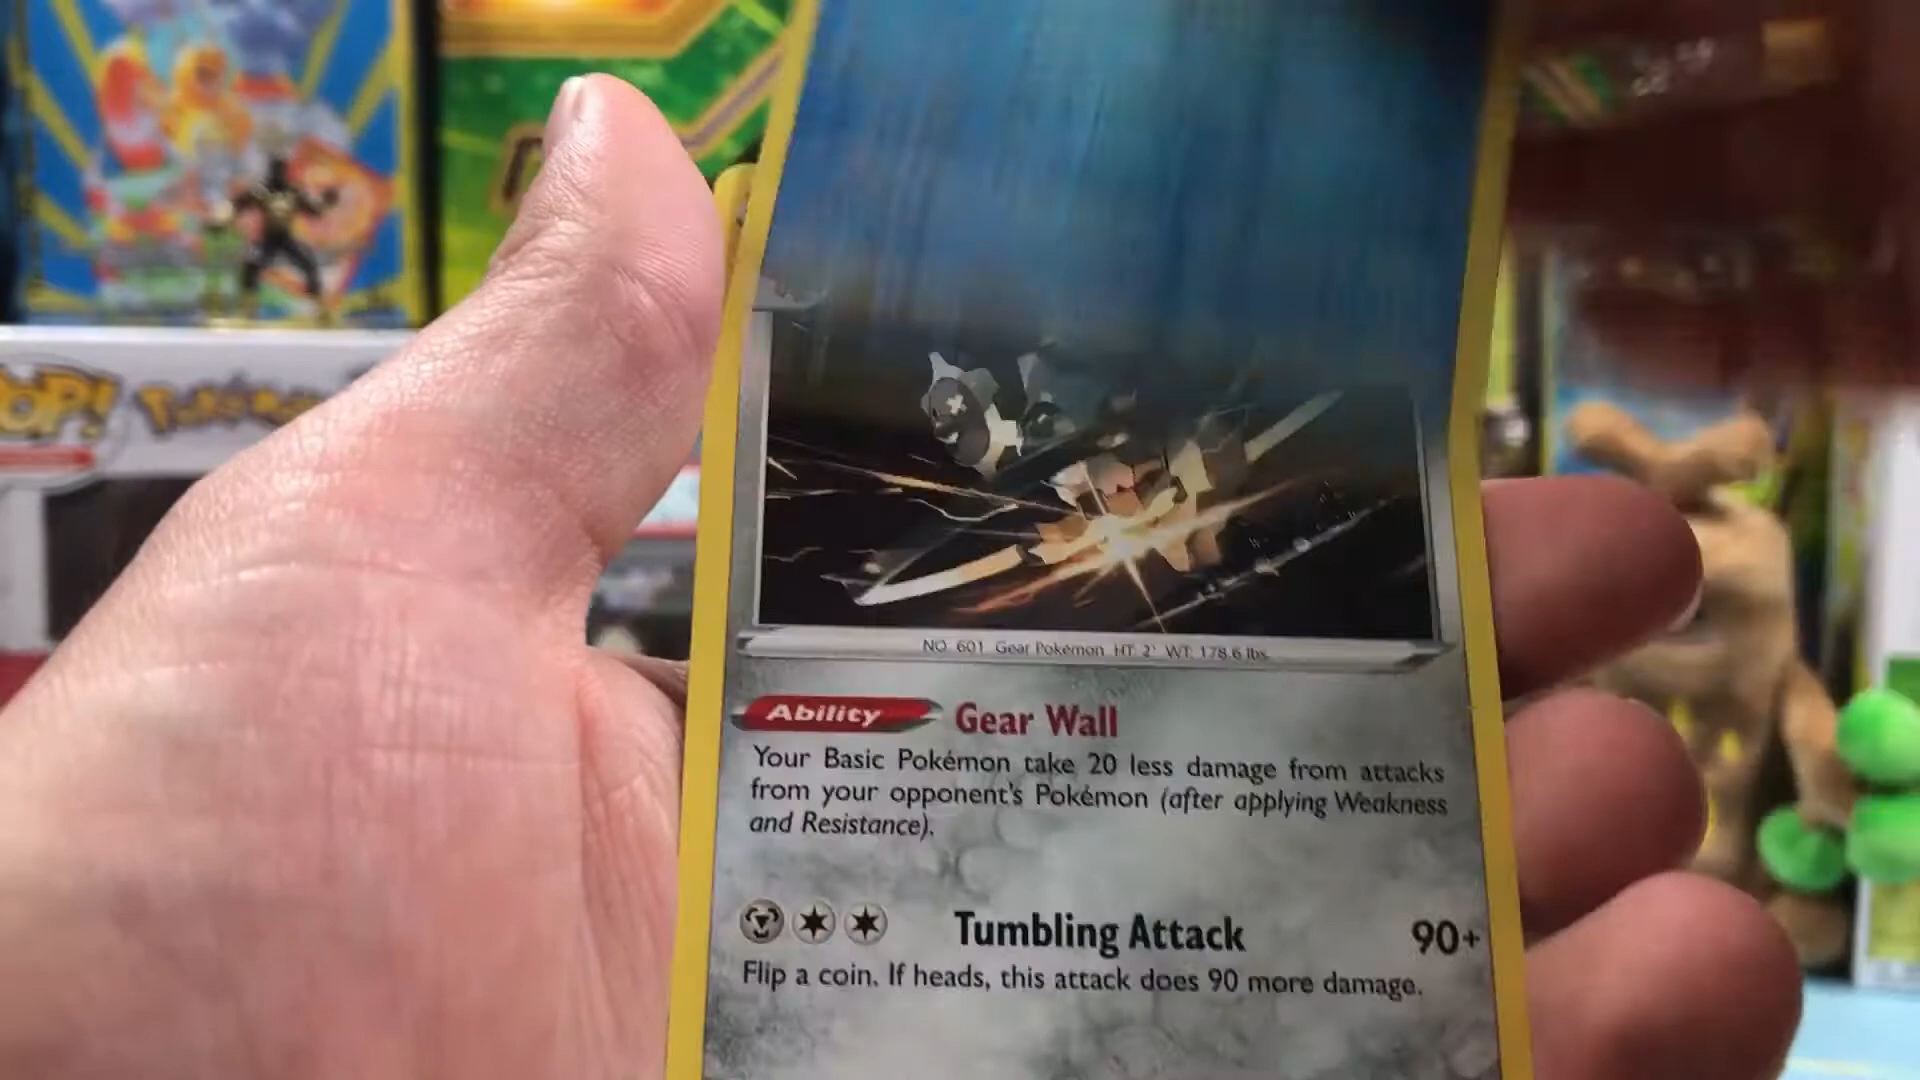 POP! Pokémon
NO. 601 Gear Pokémon HT: 2' WT: 178.6 lbs.
Ability Gear Wall
Your Basic Pokémon take 20 less damage from attacks
from your opponent's Pokémon (after applying Weakness
and Resistance).
Tumbling Attack 90+
Flip a coin. If heads, this attack does 90 more damage.